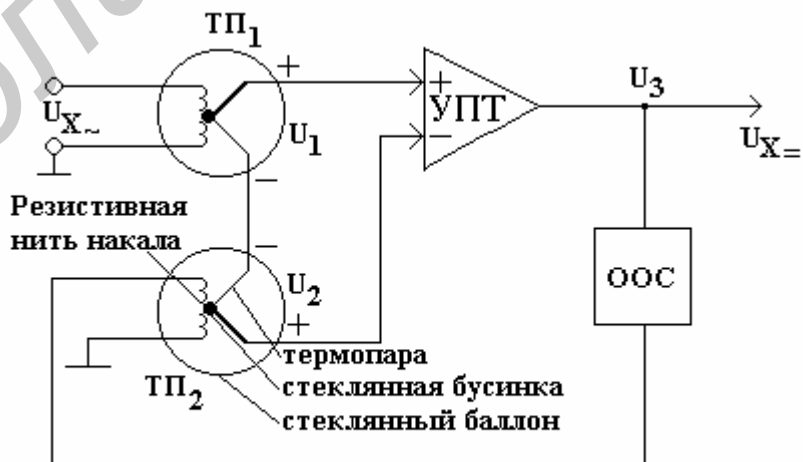 ТП1
U3
УПТ
UX~
U1
UX=
Резистивная
нить накала
U2
ООС
термопара
стеклянная бусинка
стеклянный баллон
ТП2
+
+
−
−
−
+